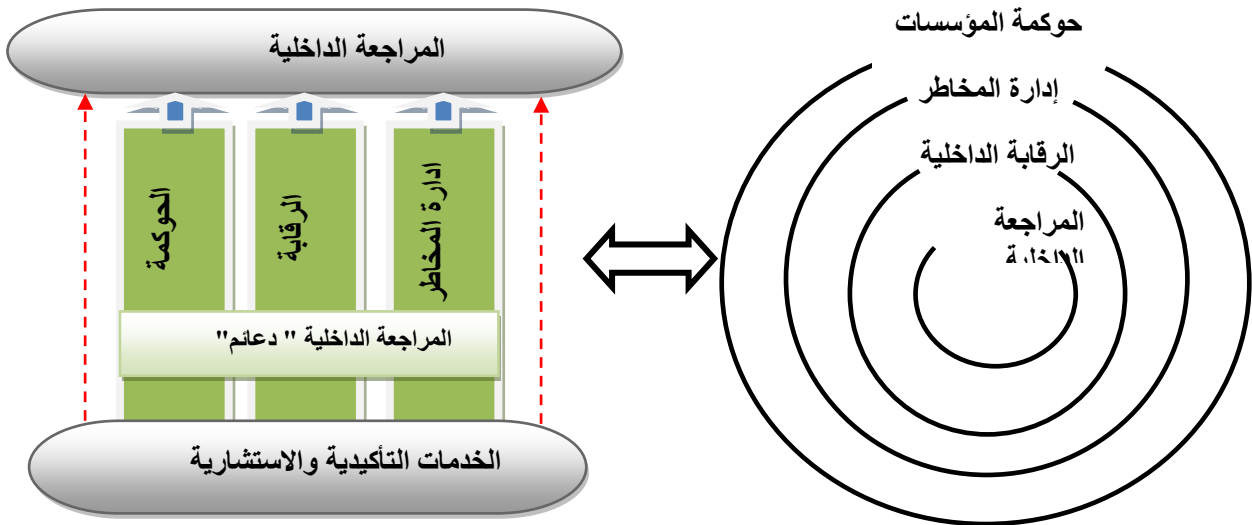 حوكمة المؤسسات
المراجعة الداخلية
إدارة المخاطر
الرقابة الداخلية
الحوكمة
الرقابة
ادارة المخاطر
المراجعة
الداخلية
المراجعة الداخلية " دعائم"
الخدمات التأكيدية والاستشارية